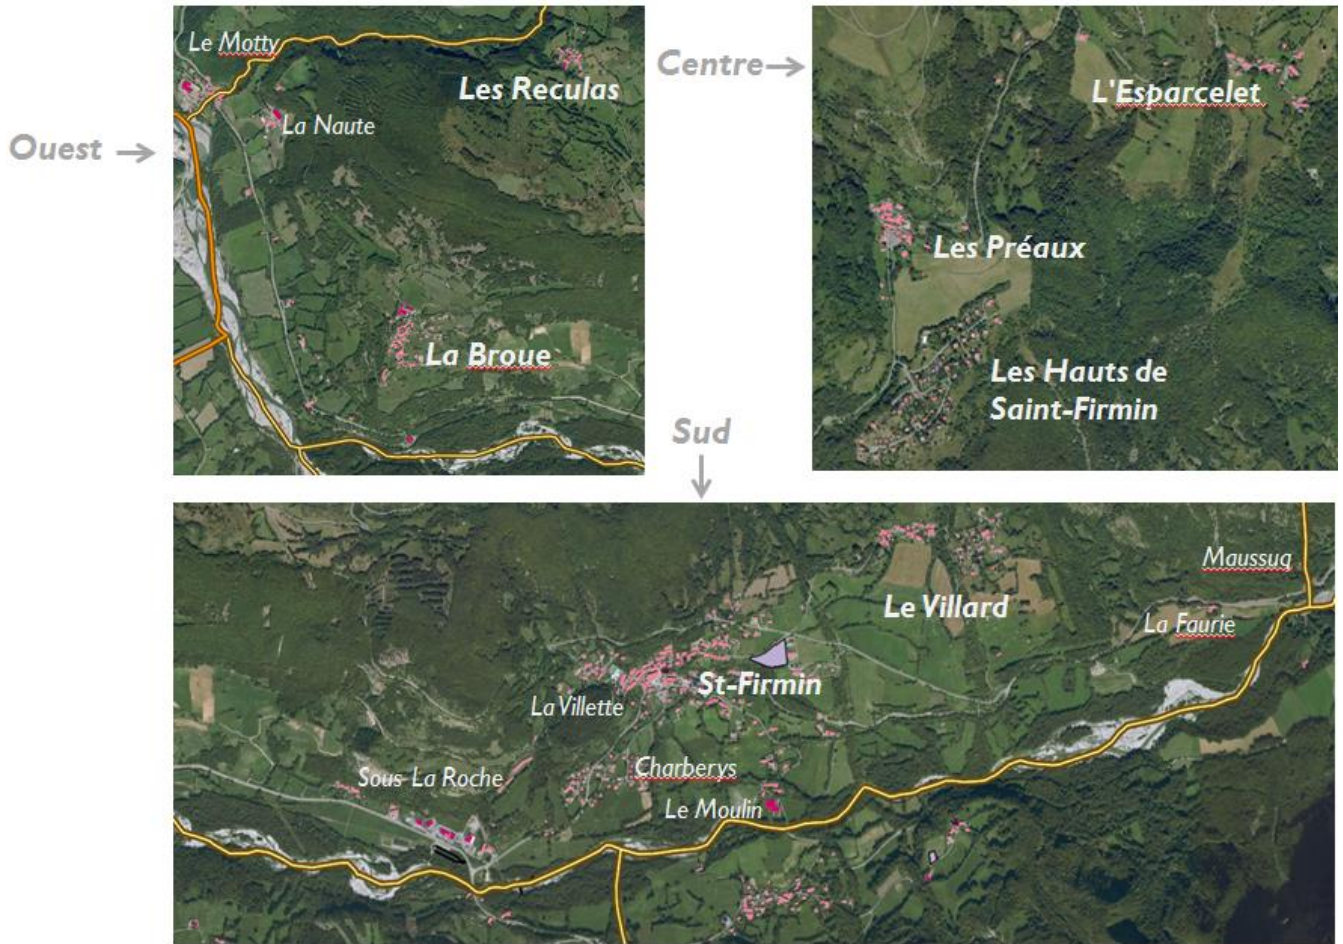 Le Motty
Les Reculas
La Naute
Ouest
La Broue
Centre
L'Esparcelet
Les Préaux
Les Hauts de
Saint-Firmin
Sud
Maussug
Le Villard
La Faurie
St-Firmin
La Villette
Charberys
Sous-La Roche
Le Moulin